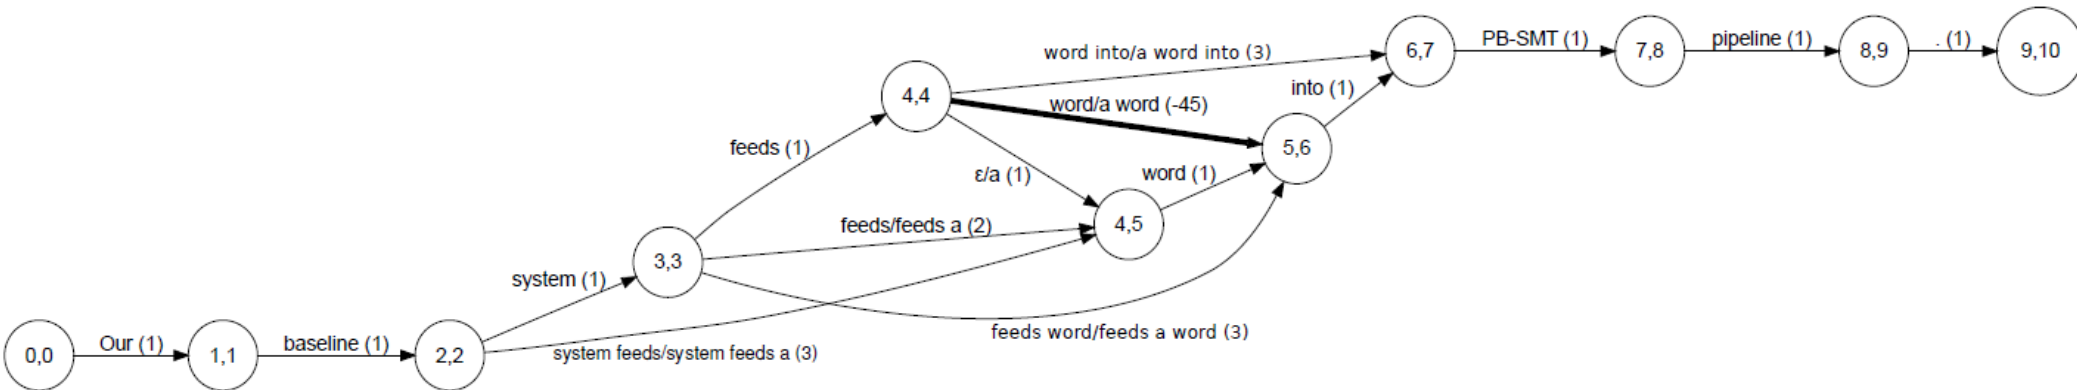 word into/a word into (3)
PB-SMT (1)
pipeline (1)
. (1)
6,7
7,8
8,9
9,10
4,4
word/a word (-45)
into (1)
feeds (1)
5,6
ε/a (1)
word (1)
feeds/feeds a (2)
4,5
3,3
system (1)
feeds word/feeds a word (3)
Our (1)
baseline (1)
system feeds/system feeds a (3)
0,0
1,1
2,2